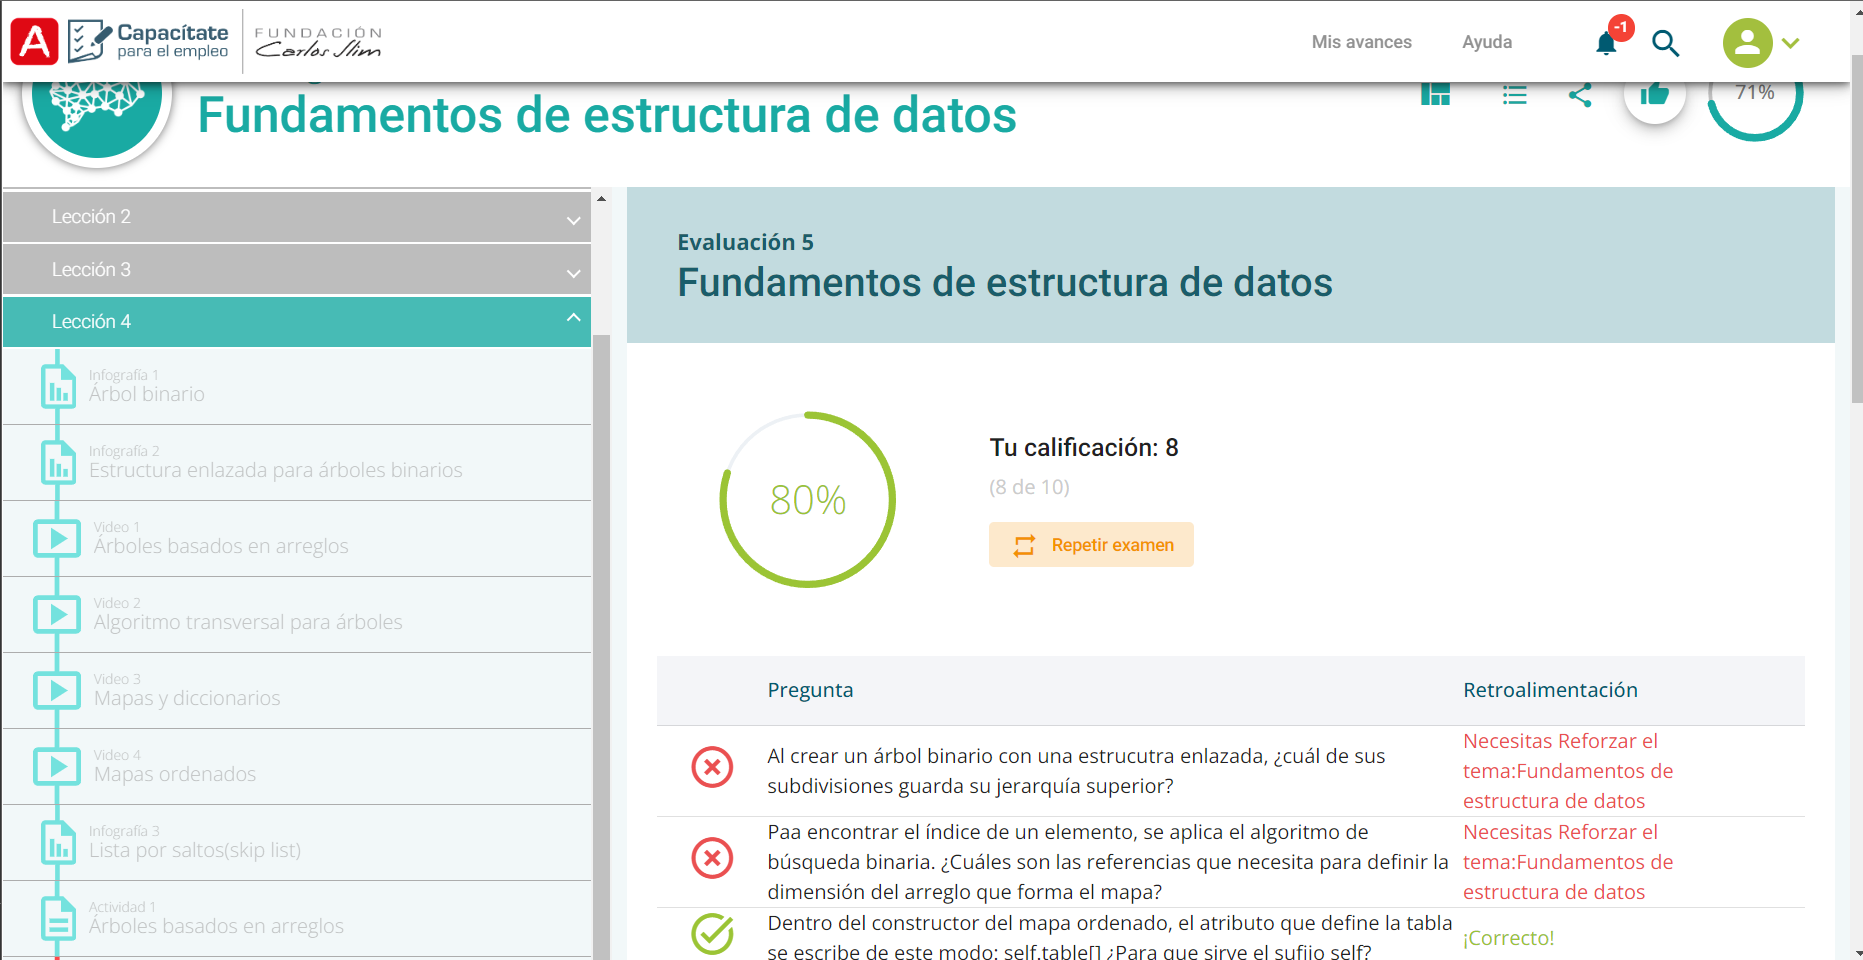 A
Capacítate
para el empleo
FUNDACIÓN
Carlos Slim
Mis avances
Ayuda
-1
Fundamentos de estructura de datos
71%
Lección 2
Lección 3
Lección 4
Infografía 1
Árbol binario
Infografía 2
Estructura enlazada para árboles binarios
Video 1
Árboles basados en arreglos
Video 2
Algoritmo transversal para árboles
Video 3
Mapas y diccionarios
Video 4
Mapas ordenados
Infografía 3
Lista por saltos(skip list)
Actividad 1
Árboles basados en arreglos
Evaluación 5
Fundamentos de estructura de datos
80%
Tu calificación: 8
(8 de 10)
Repetir examen
Pregunta
Retroalimentación
Al crear un árbol binario con una estrucutra enlazada, ¿cuál de sus
subdivisiones guarda su jerarquía superior?
Necesitas Reforzar el
tema:Fundamentos de
estructura de datos
Paa encontrar el índice de un elemento, se aplica el algoritmo de
búsqueda binaria. ¿Cuáles son las referencias que necesita para definir la
dimensión del arreglo que forma el mapa?
Necesitas Reforzar el
tema:Fundamentos de
estructura de datos
Dentro del constructor del mapa ordenado, el atributo que define la tabla
se escribe de este modo: self.table[] ¿Para que sirve el sufijo self?
¡Correcto!